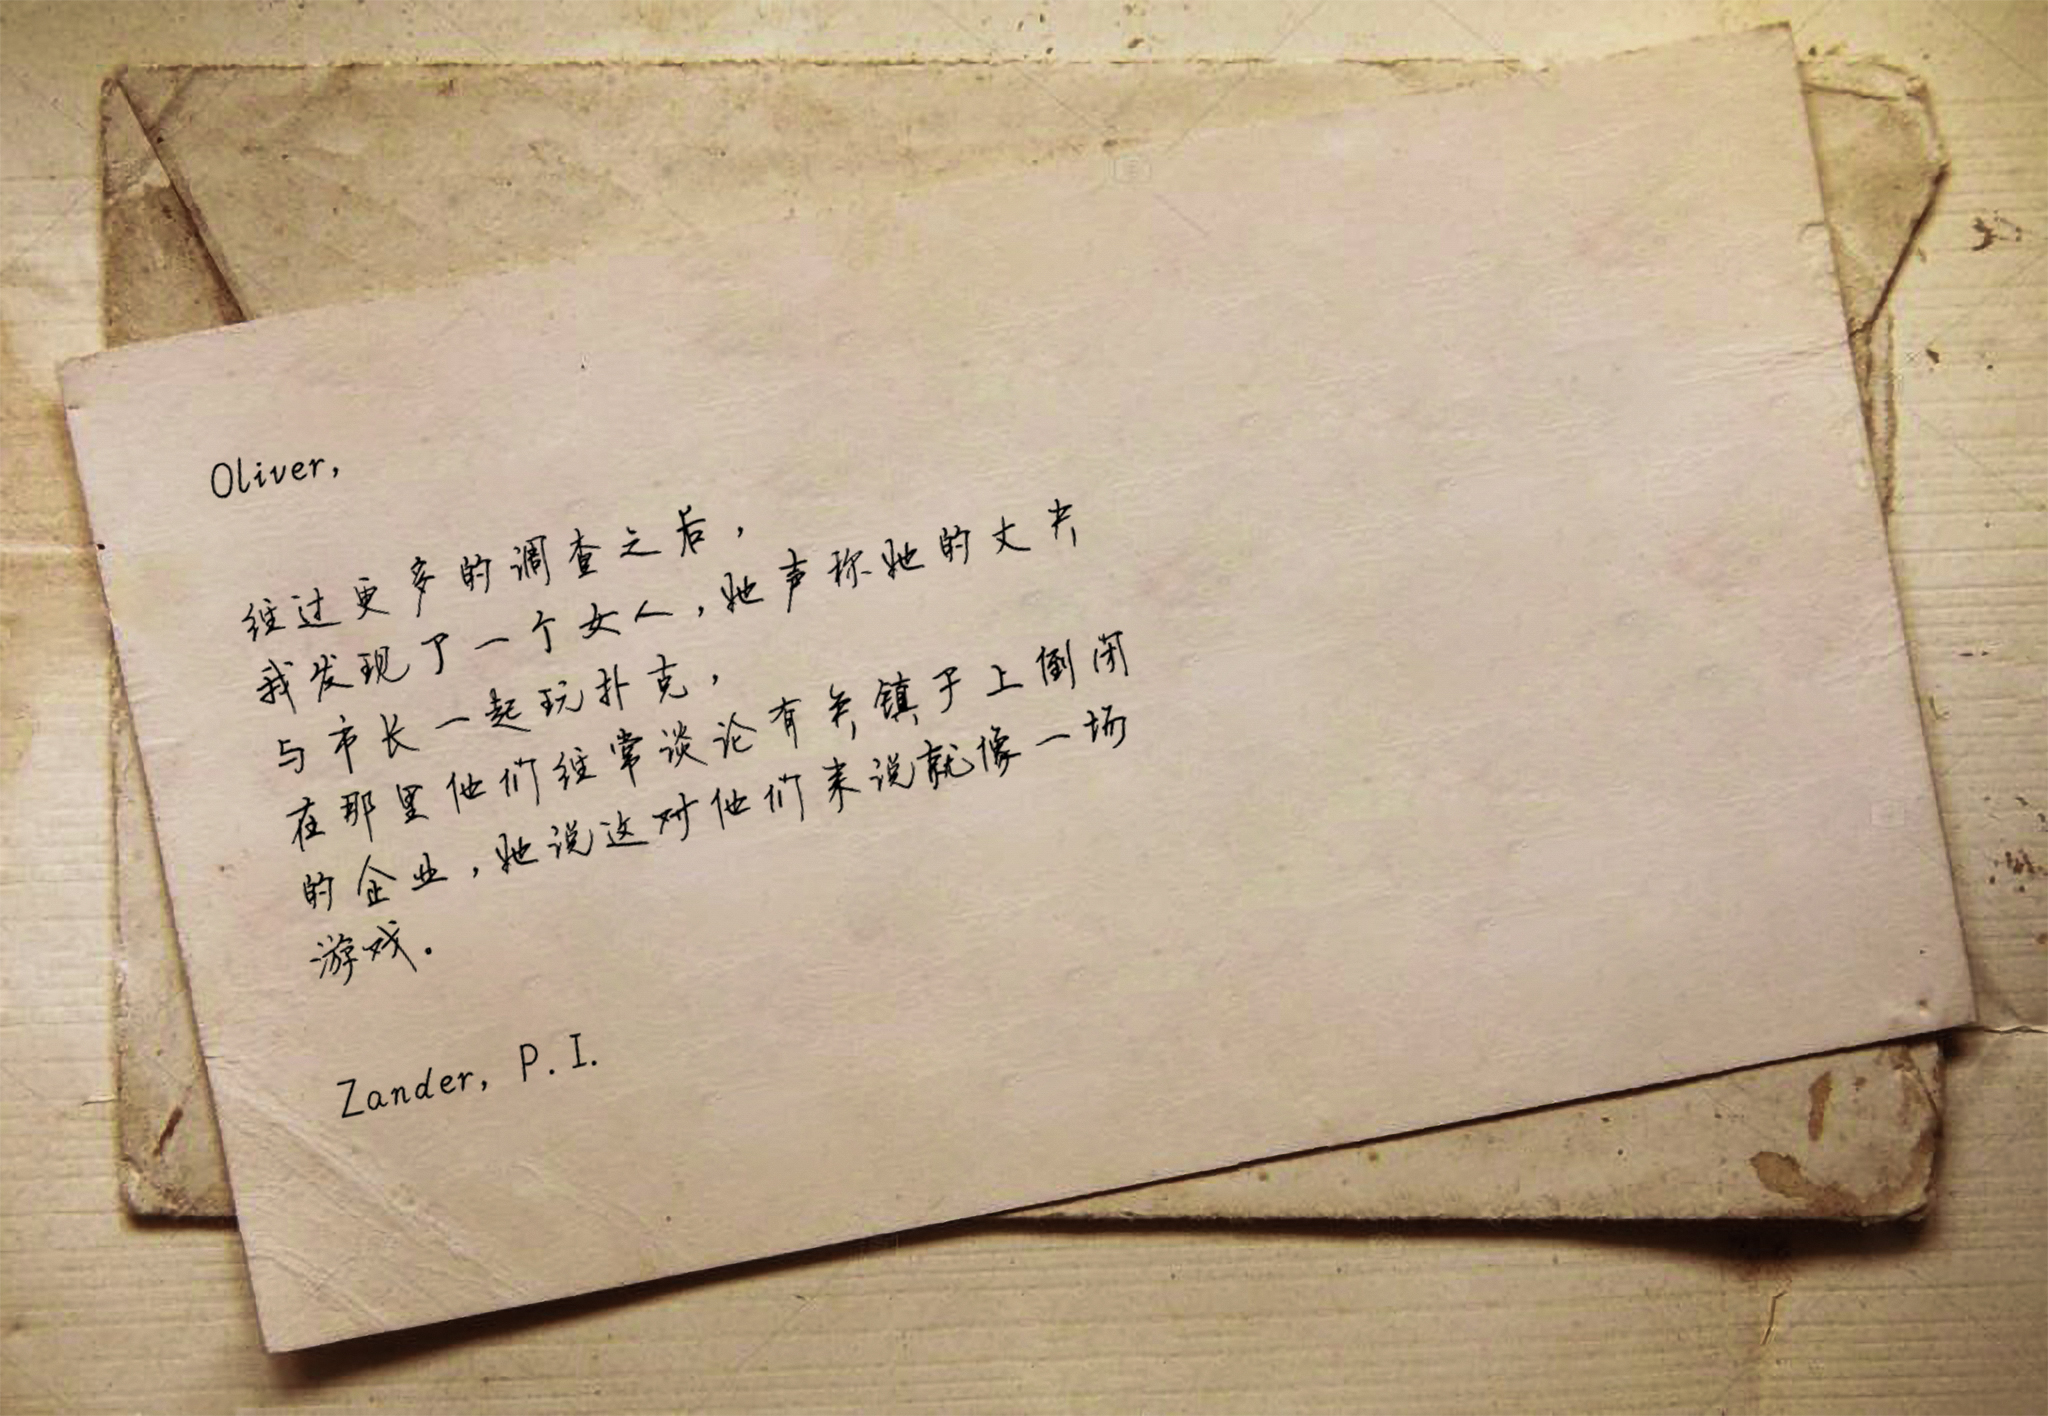 Oliver,
经过更多的调查之后，
我发现了一个女人，她声称她的丈夫
与市长一起玩扑克，
在那里他们经常谈论有关镇子上倒闭
的企业，她说这对他们来说就像一场
游戏。
Zander, P.I.